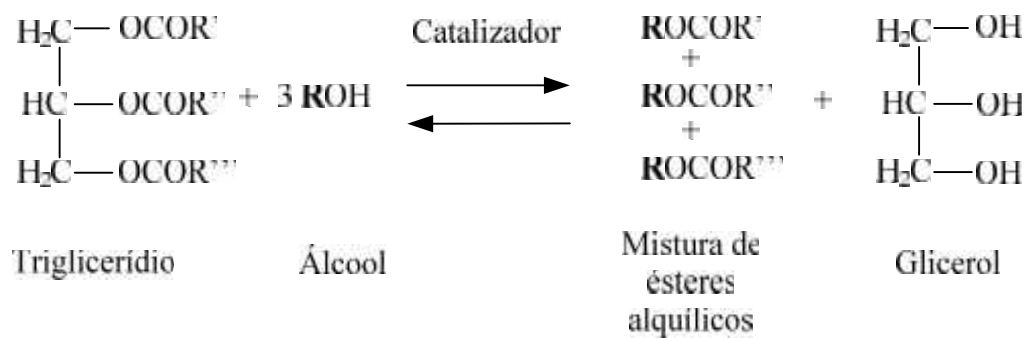 H₂C — OCOR' Catalizador ROCOR' H₂C — OH
+
HC — OCOR'' + 3 ROH ROCOR'' + HC — OH
+
H₂C — OCOR''' ROCOR''' H₂C — OH
Triglicerídio Álcool Mistura de ésteres alquílicos Glicerol